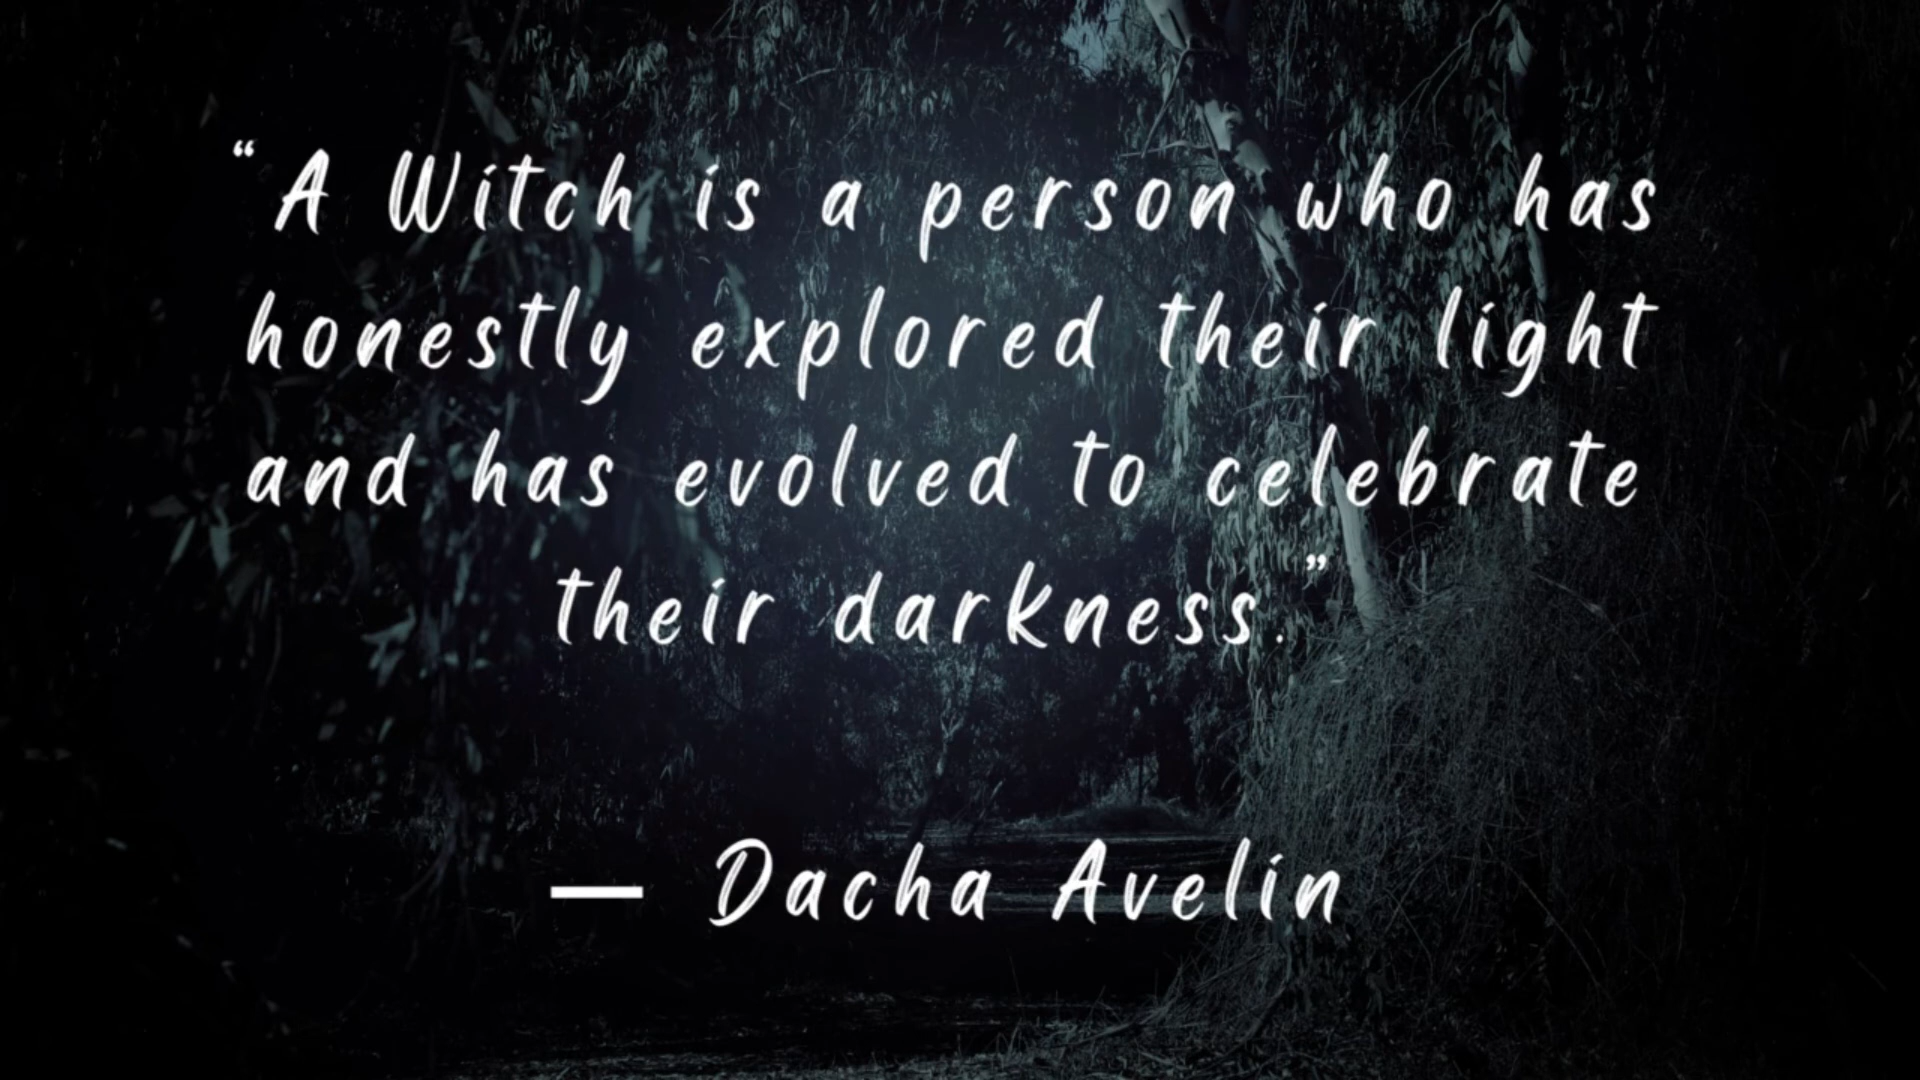 “A Witch is a person who has
honestly explored their light
and has evolved to celebrate
their darkness.”
— Dacha Avelin